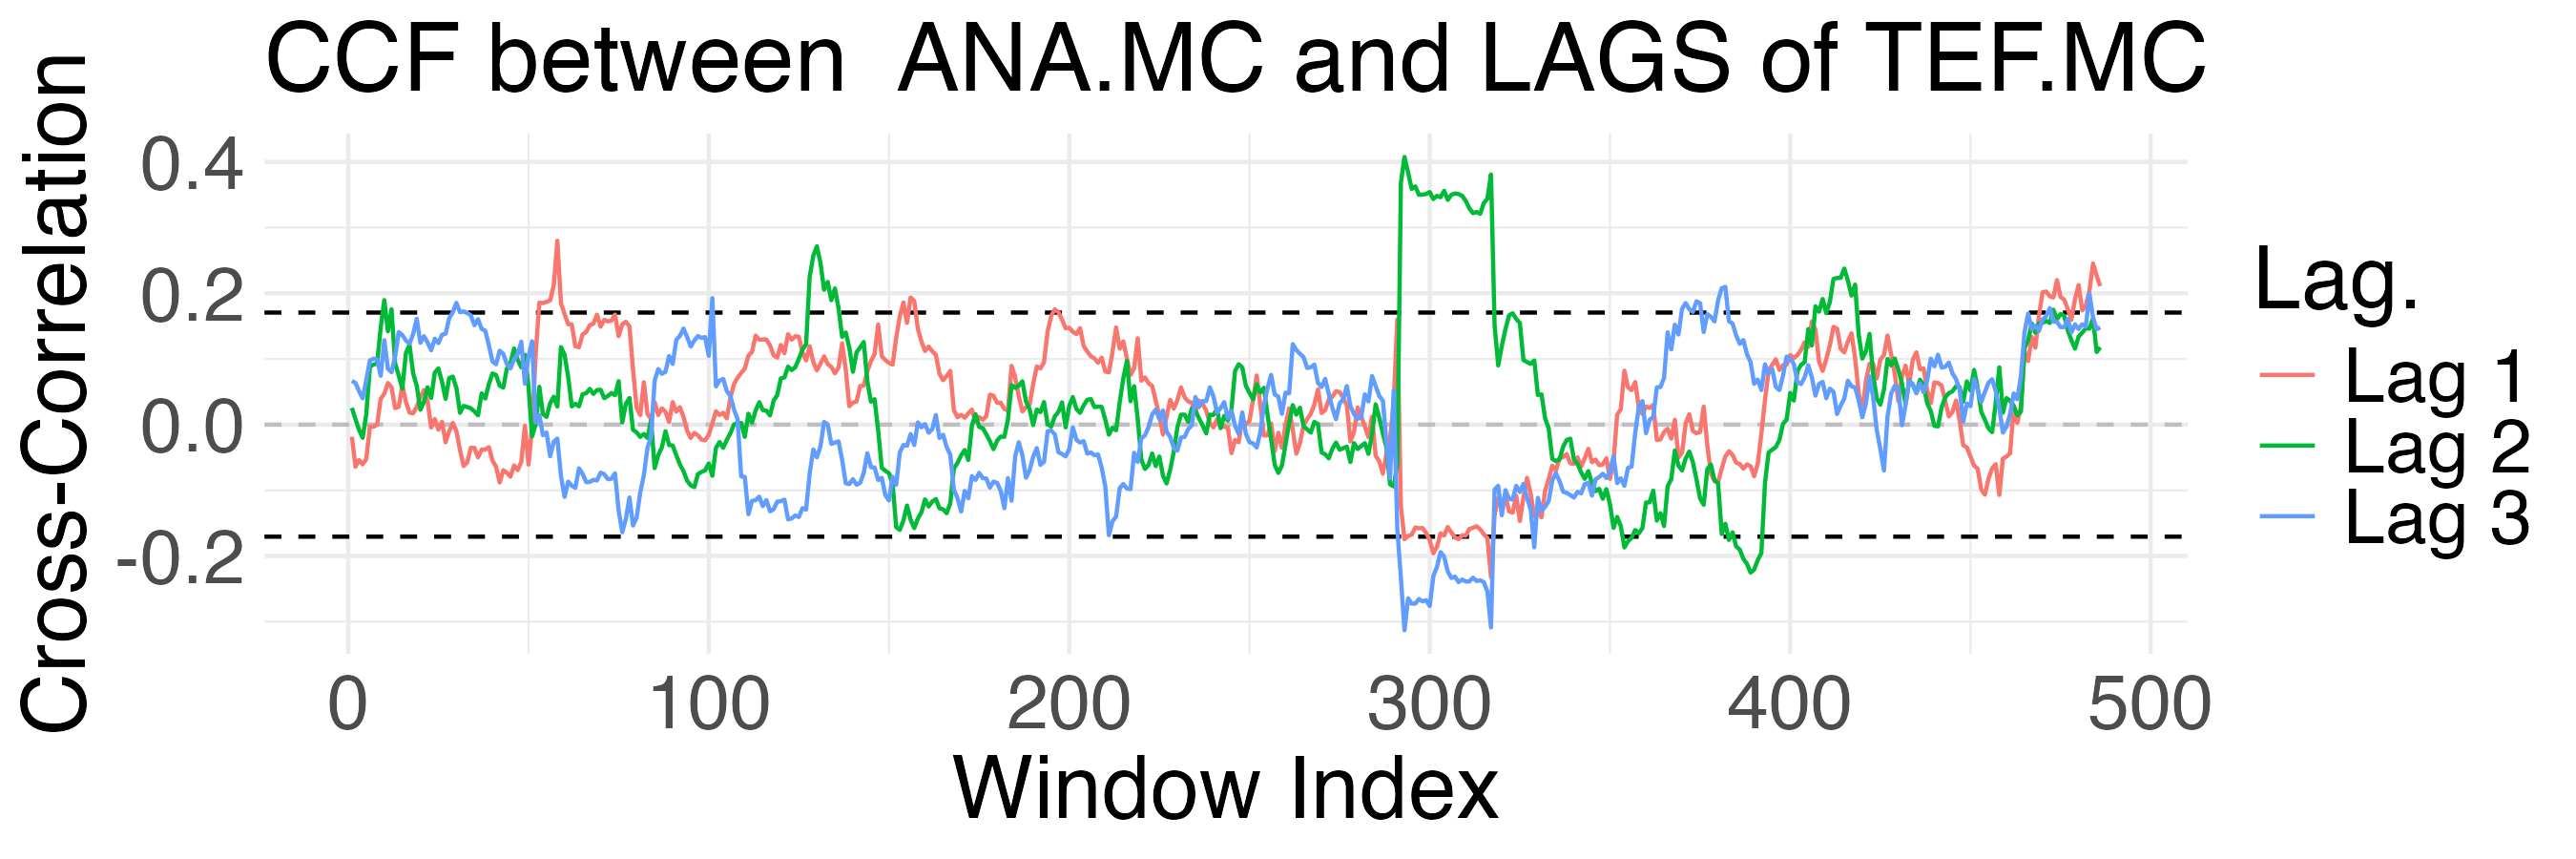 CCF between  ANA.MC and LAGS of TEF.MC
Cross-Correlation
0.4
0.2
0.0
-0.2
0 100 200 300 400 500
Window Index
Lag.
Lag 1
Lag 2
Lag 3